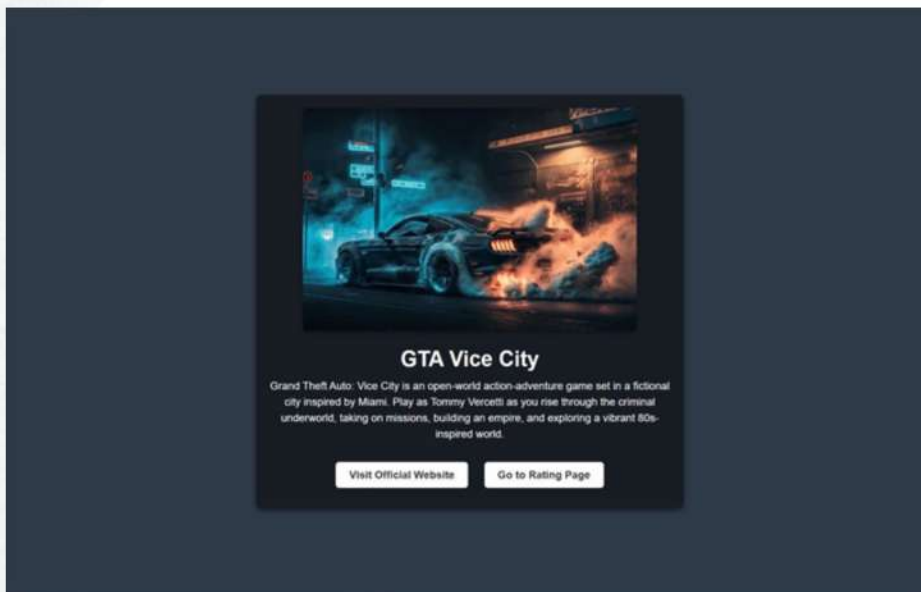 GTA Vice City
Grand Theft Auto: Vice City is an open-world action-adventure game set in a fictional
city inspired by Miami. Play as Tommy Vercetti as you rise through the criminal
underworld, taking on missions, building an empire, and exploring a vibrant 80s-
inspired world.
Visit Official Website
Go to Rating Page